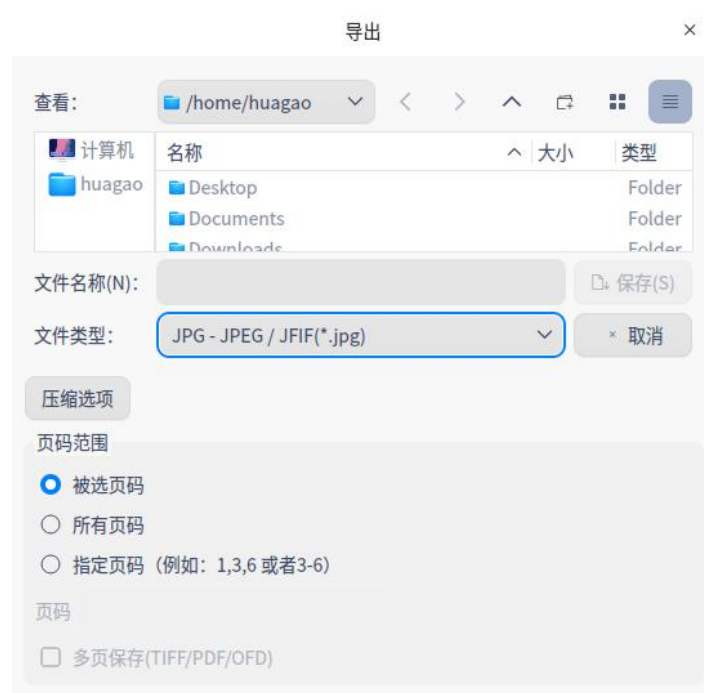 导出
查看: /home/huagao
计算机
huagao
名称 大小 类型
Desktop Folder
Documents Folder
Downloads Folder
文件名称(N): 保存(S)
文件类型: JPG - JPEG / JFIF(*.jpg) 取消
压缩选项
页码范围
被选页码
所有页码
指定页码（例如：1,3,6 或者3-6）
页码
多页保存(TIFF/PDF/OFD)